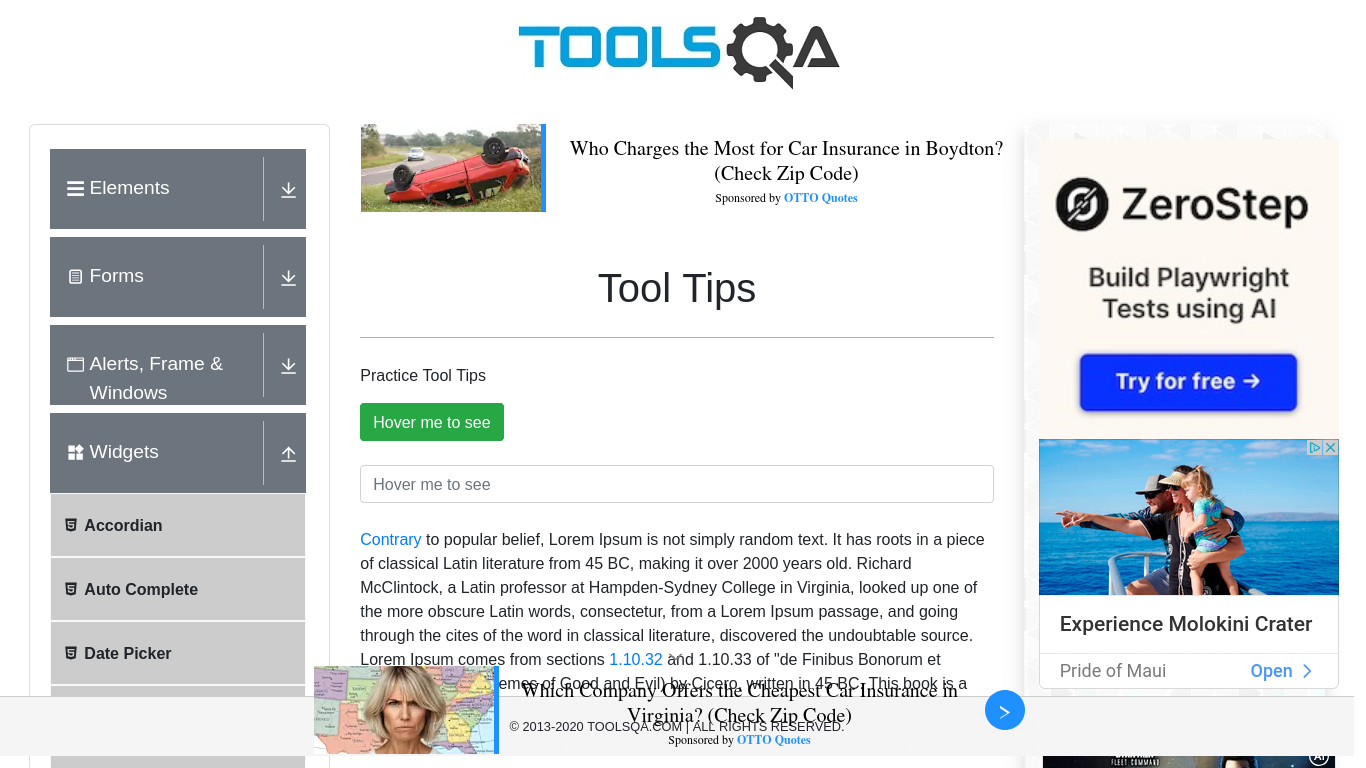 TOOLSQA
Elements
Forms
Alerts, Frame &
Windows
Widgets
Accordian
Auto Complete
Date Picker
Who Charges the Most for Car Insurance in Boydton?
(Check Zip Code)
Sponsored by OTTO Quotes
Tool Tips
Practice Tool Tips
Hover me to see
Hover me to see
Contrary to popular belief, Lorem Ipsum is not simply random text. It has roots in a piece
of classical Latin literature from 45 BC, making it over 2000 years old. Richard
McClintock, a Latin professor at Hampden-Sydney College in Virginia, looked up one of
the more obscure Latin words, consectetur, from a Lorem Ipsum passage, and going
through the cites of the word in classical literature, discovered the undoubtable source.
Lorem Ipsum comes from sections 1.10.32 and 1.10.33 of "de Finibus Bonorum et
of Good and Evil) by Cicero, written in 45 BC. This book is a
Which Company Offers the Cheapest Car Insurance in
Virginia? (Check Zip Code)
© 2013-2020 TOOLSQA.COM | ALL RIGHTS RESERVED.
Sponsored by OTTO Quotes
ZeroStep
Build Playwright
Tests using AI
Try for free →
Experience Molokini Crater
Pride of Maui
Open
FLEET COMMAND